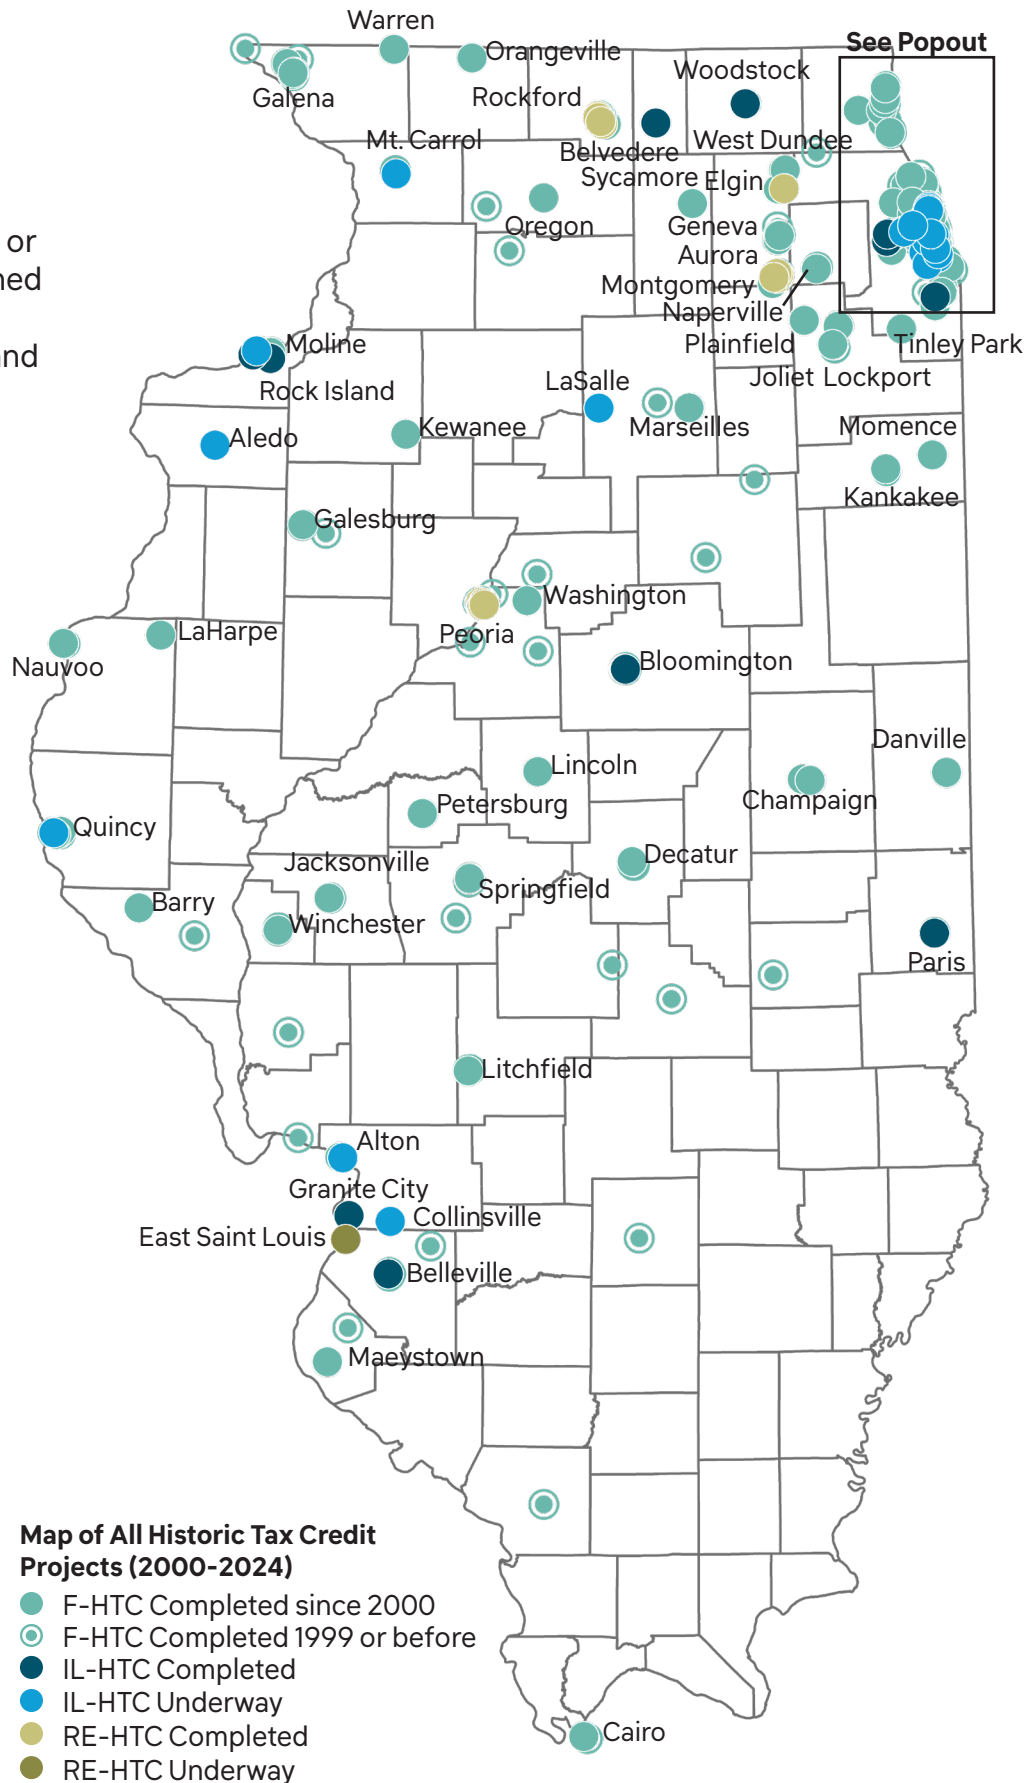 Warren
See Popout
Orangeville
Woodstock
Galena
Rockford
Mt. Carrol
West Dundee
Belvedere
Sycamore
Elgin
Oregon
Geneva
or
Aurora
ned
Montgomery
Naperville
Moline
Plainfield
Tinley Park
nd
Rock Island
LaSalle
Joliet
Lockport
Aledo
Kewanee
Marseilles
Momence
Kankakee
Galesburg
Washington
LaHarpe
Peoria
Nauvoo
Bloomington
Danville
Lincoln
Petersburg
Champaign
Quincy
Jacksonville
Decatur
Springfield
Barry
Winchester
Paris
Litchfield
Alton
Granite City
Collinsville
East Saint Louis
Belleville
Maeystown
Map of All Historic Tax Credit
Projects (2000-2024)
F-HTC Completed since 2000
F-HTC Completed 1999 or before
IL-HTC Completed
IL-HTC Underway
RE-HTC Completed
Cairo
RE-HTC Underway